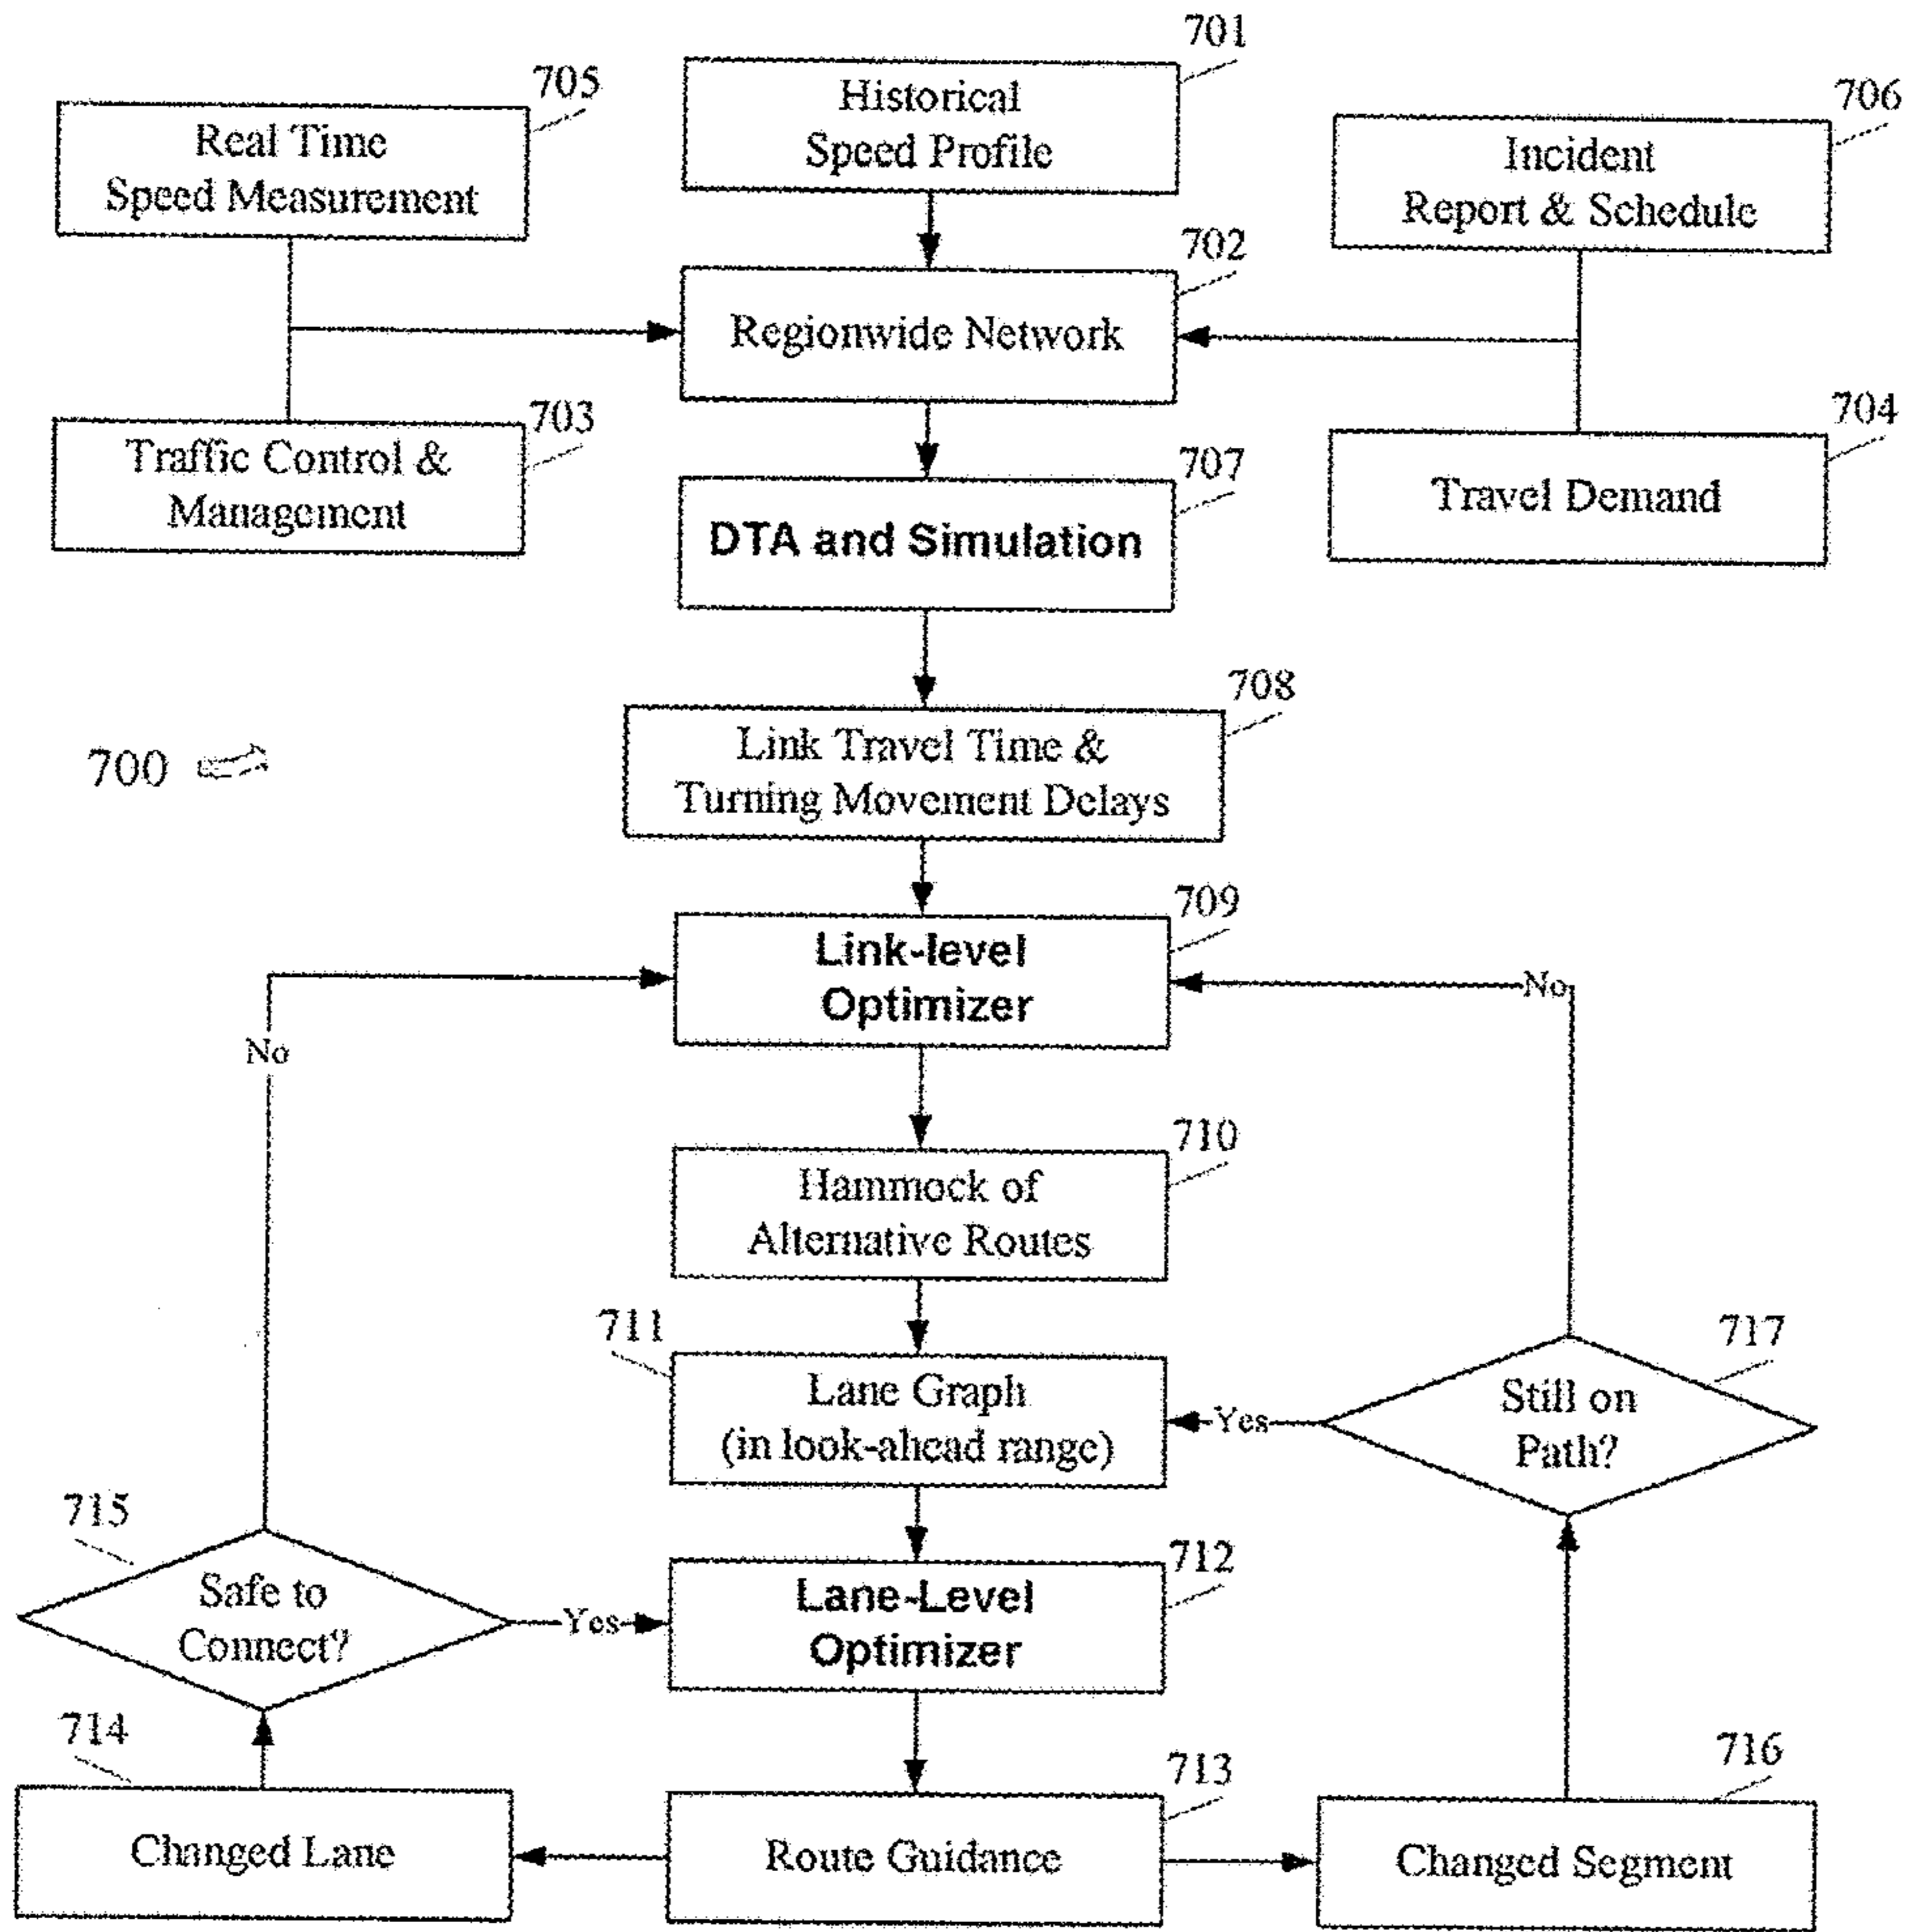 701
705
Historical
Speed Profile
706
Real Time
Speed Measurement
Incident
Report & Schedule
702
Regionwide Network
703
704
Traffic Control &
Management
707
Travel Demand
DTA and Simulation
708
Link Travel Time &
Turning Movement Delays
700
709
Link-level
Optimizer
No
No
710
Hammock of
Alternative Routes
711
717
Lane Graph
(in look-ahead range)
Yes
Still on
Path?
715
712
Safe to
Connect?
Yes
Lane-Level
Optimizer
714
713
716
Changed Lane
Route Guidance
Changed Segment